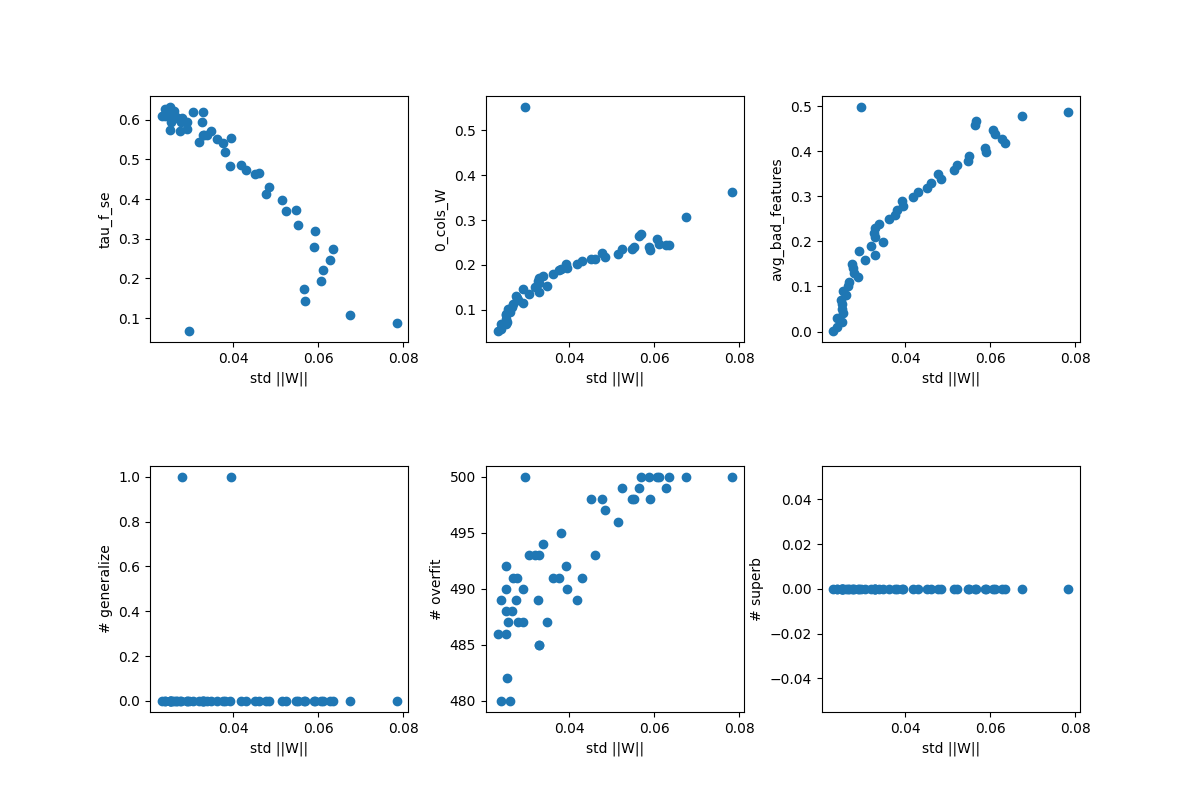 tau_f_se
0.6
0.5
0.4
0.3
0.2
0.1
0.04 0.06 0.08
std ||W||
0_cols_W
0.5
0.4
0.3
0.2
0.1
0.04 0.06 0.08
std ||W||
avg_bad_features
0.5
0.4
0.3
0.2
0.1
0.0
0.04 0.06 0.08
std ||W||
# generalize
1.0
0.8
0.6
0.4
0.2
0.0
0.04 0.06 0.08
std ||W||
# overfit
500
495
490
485
480
0.04 0.06 0.08
std ||W||
# superb
0.04
0.02
0.00
−0.02
−0.04
0.04 0.06 0.08
std ||W||